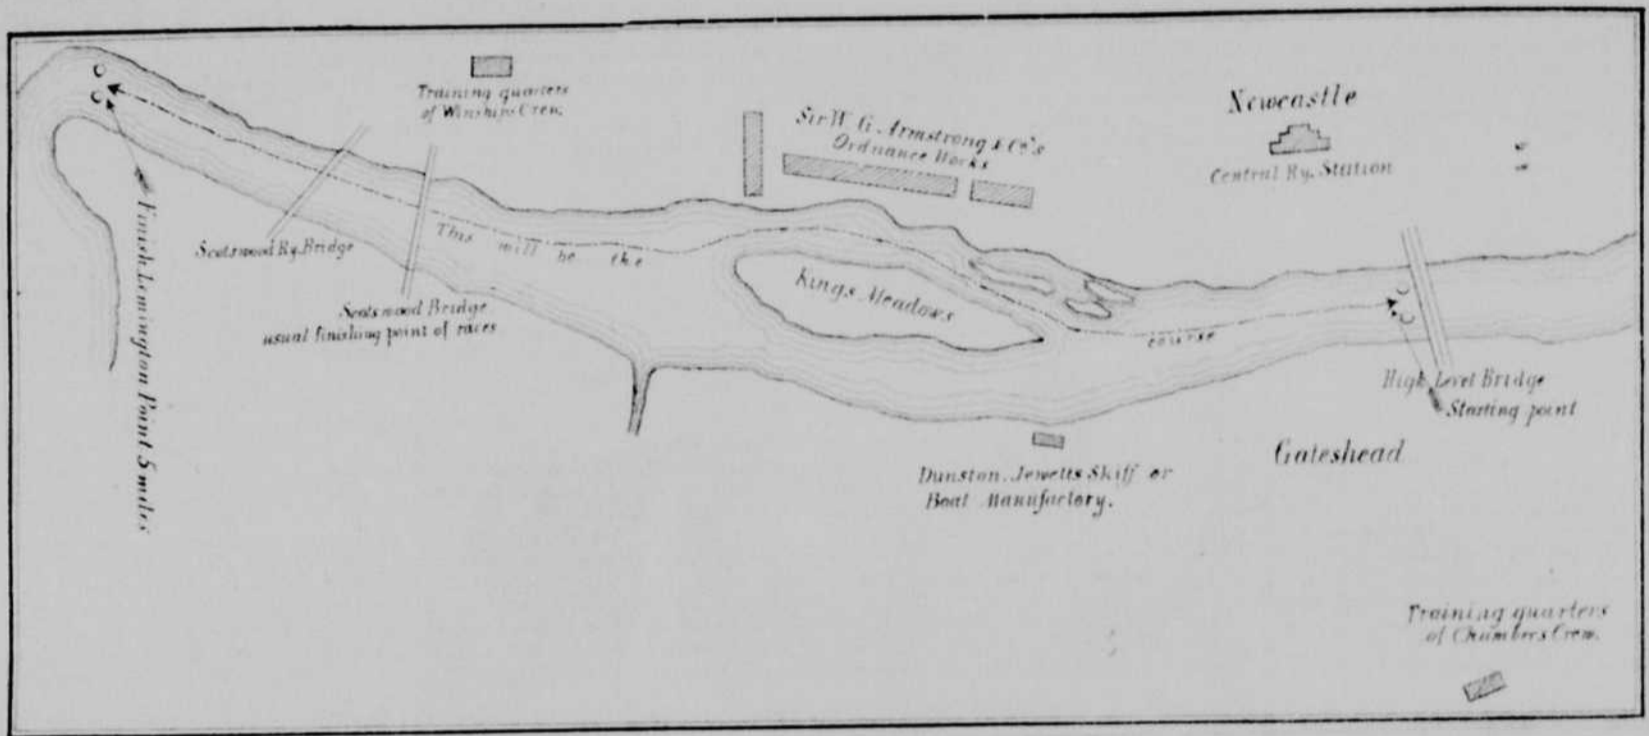 Training quarters
of Winships Crew.
Sir W. G. Armstrong & Co's
Ordnance Works
Newcastle
Central Ry. Station
Scotswood Ry. Bridge
This will be the course
Kings Meadows
Scotswood Bridge
usual finishing point of races
Finish Lemington Point 5 miles
High Level Bridge
Starting point
Gateshead
Dunston. Jewetts Skiff or
Boat Manufactory.
Training quarters
of Chambers Crew.